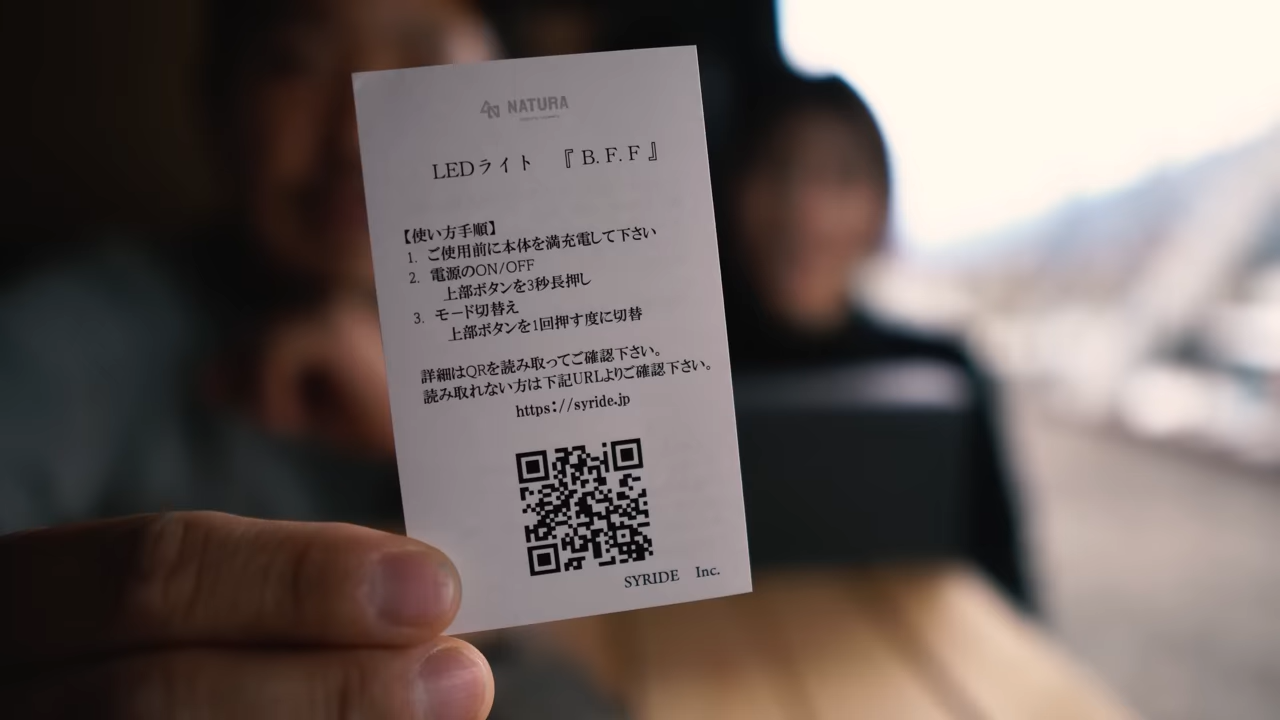 NATURA
LEDライト 『B.F.F』
【使い方手順】
1. ご使用前に本体を満充電して下さい
2. 電源のON/OFF
上部ボタンを3秒長押し
3. モード切替え
上部ボタンを1回押す度に切替
詳細はQRを読み取ってご確認下さい。
読み取れない方は下記URLよりご確認下さい。
https://syride.jp
SYRIDE Inc.